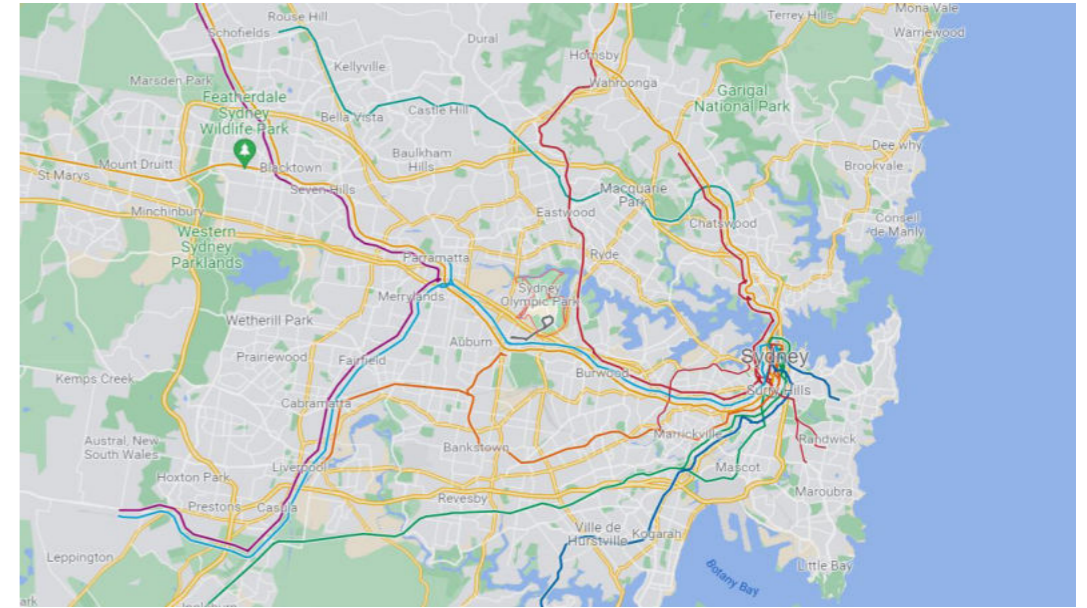 Rouse Hill
Mona Vale
Terrey Hills
Warriewood
Schofields
Dural
Hornsby
Kellyville
Marsden Park
Wahroonga
Garigal
National Park
Featherdale
Sydney
Wildlife Park
Bella Vista
Castle Hill
Dee why
Brookvale
Baulkham
Hills
Mount Druitt
Blacktown
St Marys
Seven Hills
Macquarie
Park
Minchinbury
Eastwood
Chatswood
Conseil
de Manly
Western
Sydney
Parklands
Parramatta
Ryde
Sydney
Olympic Park
Merrylands
Wetherill Park
Auburn
Sydney
Prairiewood
Fairfield
Kemps Creek
Burwood
Surry Hills
Cabramatta
Austral, New
South Wales
Bankstown
Marrickville
Randwick
Liverpool
Mascot
Hoxton Park
Maroubra
Prestons
Casula
Revesby
Ville de
Hurstville
Kogarah
Leppington
Little Bay
Botany Bay